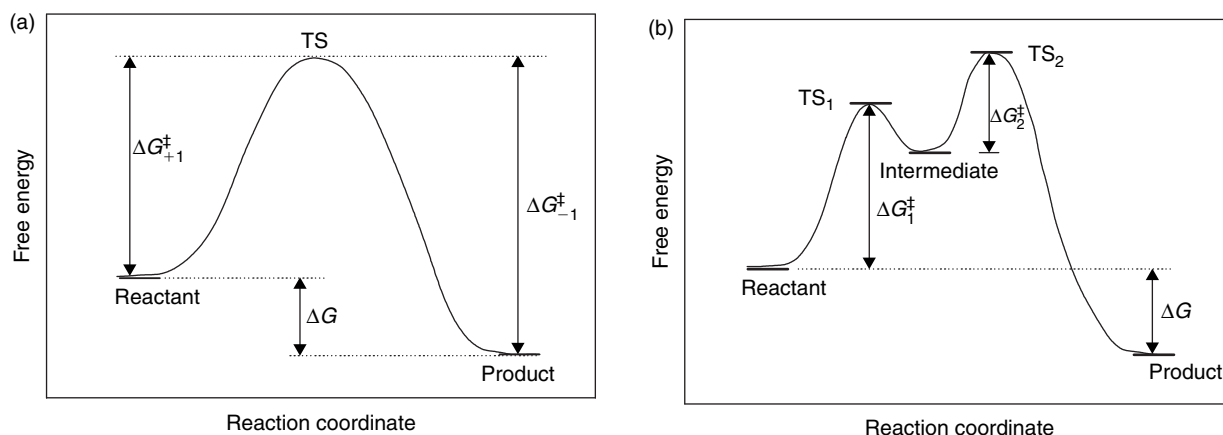 (a)
TS
ΔG‡+1
ΔG‡−1
Reactant
ΔG
Product
Free energy
Reaction coordinate
(b)
TS2
TS1
ΔG‡2
Intermediate
ΔG‡1
Reactant
ΔG
Product
Free energy
Reaction coordinate